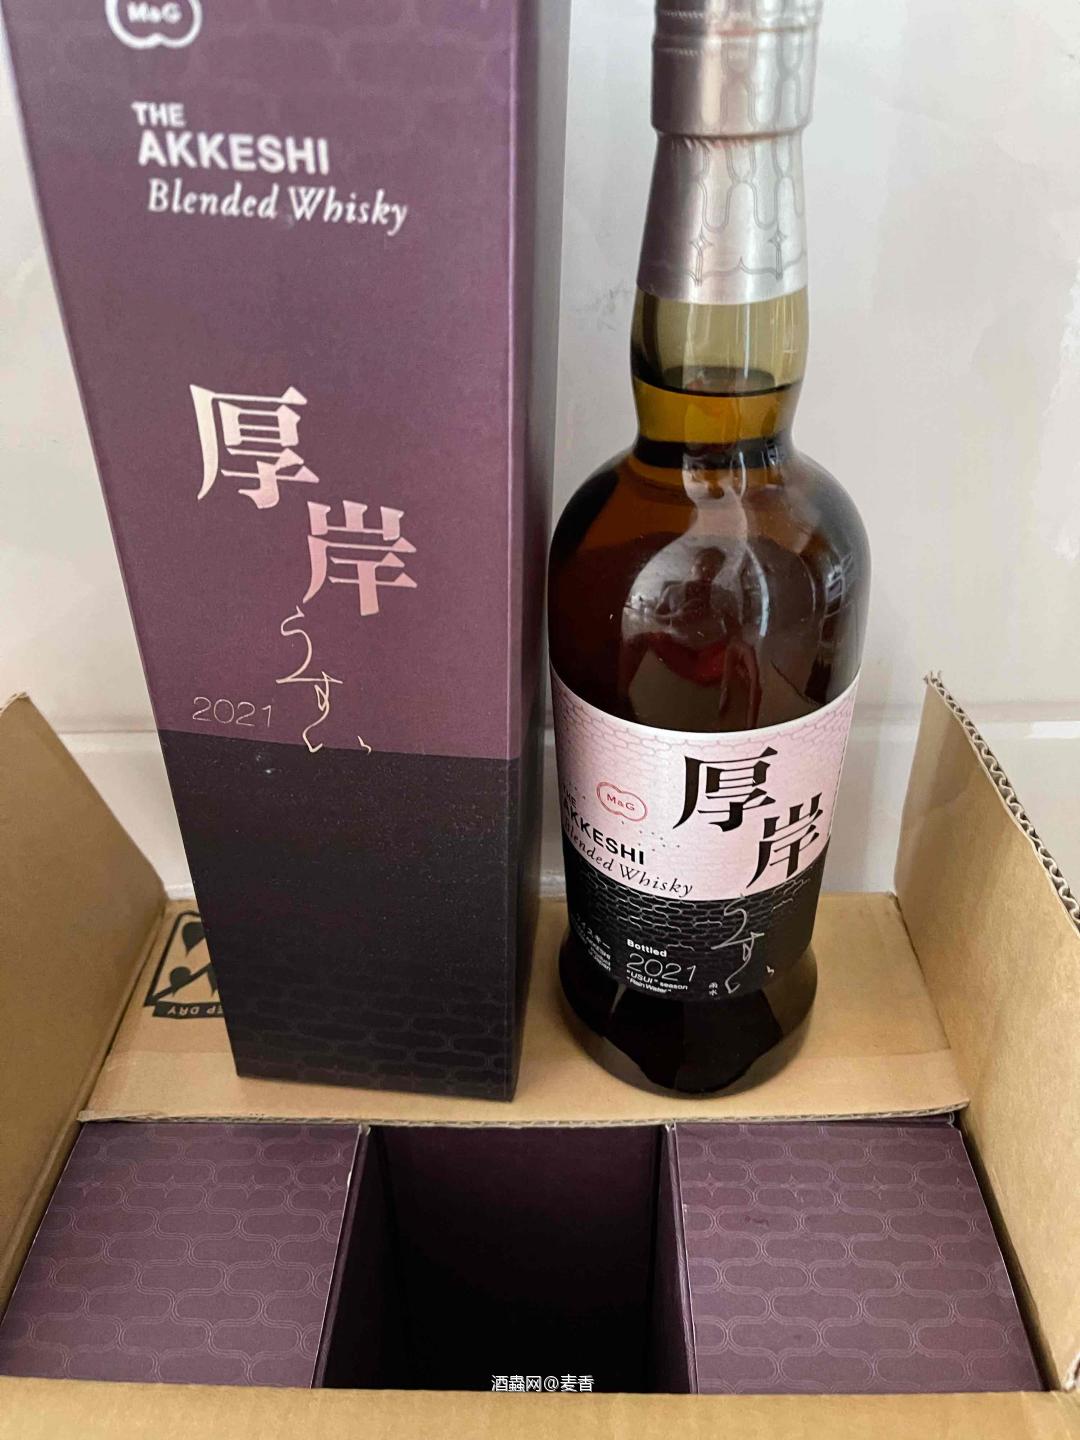 M&G
THE
AKKESHI
Blended Whisky
厚
岸
うすい
2021
M&G
厚
岸
THE
AKKESHI
Blended Whisky
うすい
Bottled
2021
"USUI" season
"Rain Water"
雨水
酒蟲网@麦香